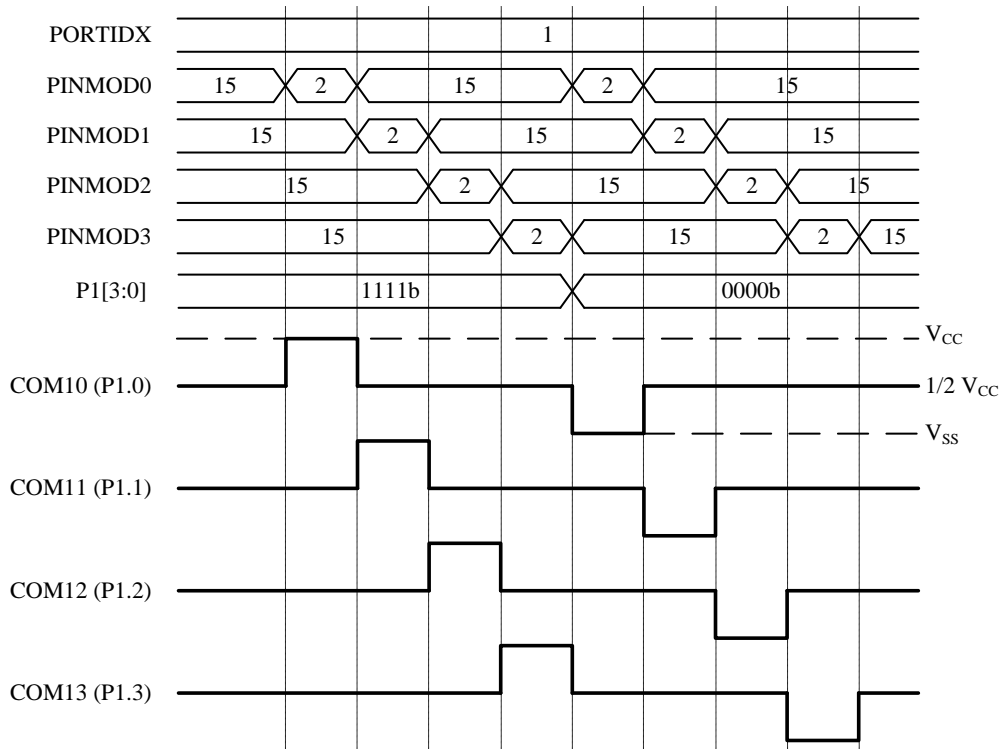 PORTIDX 1
PINMOD0 15 2 15 2 15
PINMOD1 15 2 15 2 15
PINMOD2 15 2 15 2 15
PINMOD3 15 2 15 2 15
P1[3:0] 1111b 0000b
VCC
COM10 (P1.0) 1/2 VCC
VSS
COM11 (P1.1)
COM12 (P1.2)
COM13 (P1.3)